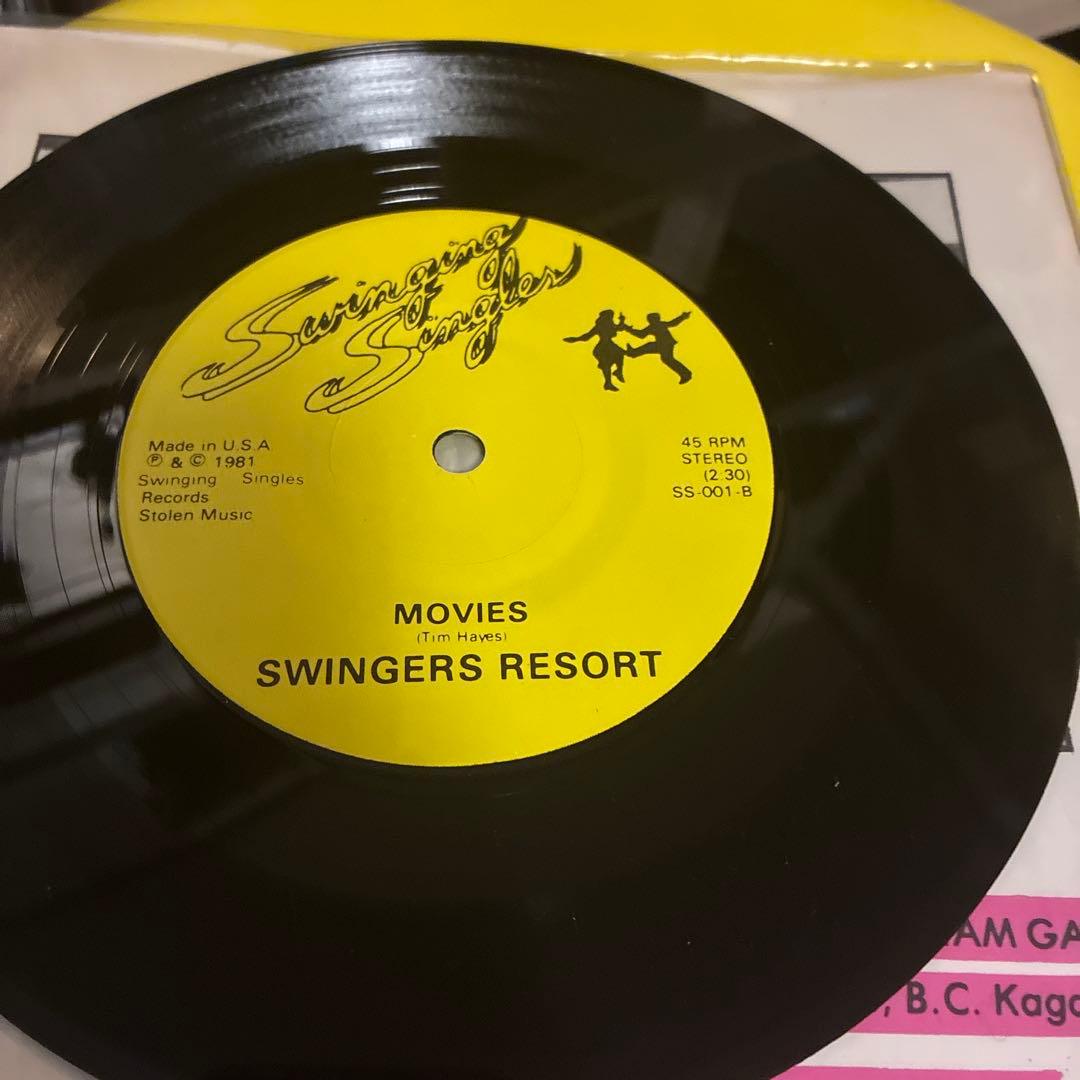 Swinging
Singles
Made in U.S.A
Ⓟ & © 1981
Swinging Singles
Records
Stolen Music
45 RPM
STEREO
(2:30)
SS-001-B
MOVIES
(Tim Hayes)
SWINGERS RESORT
AM GA
, B.C. Kaga